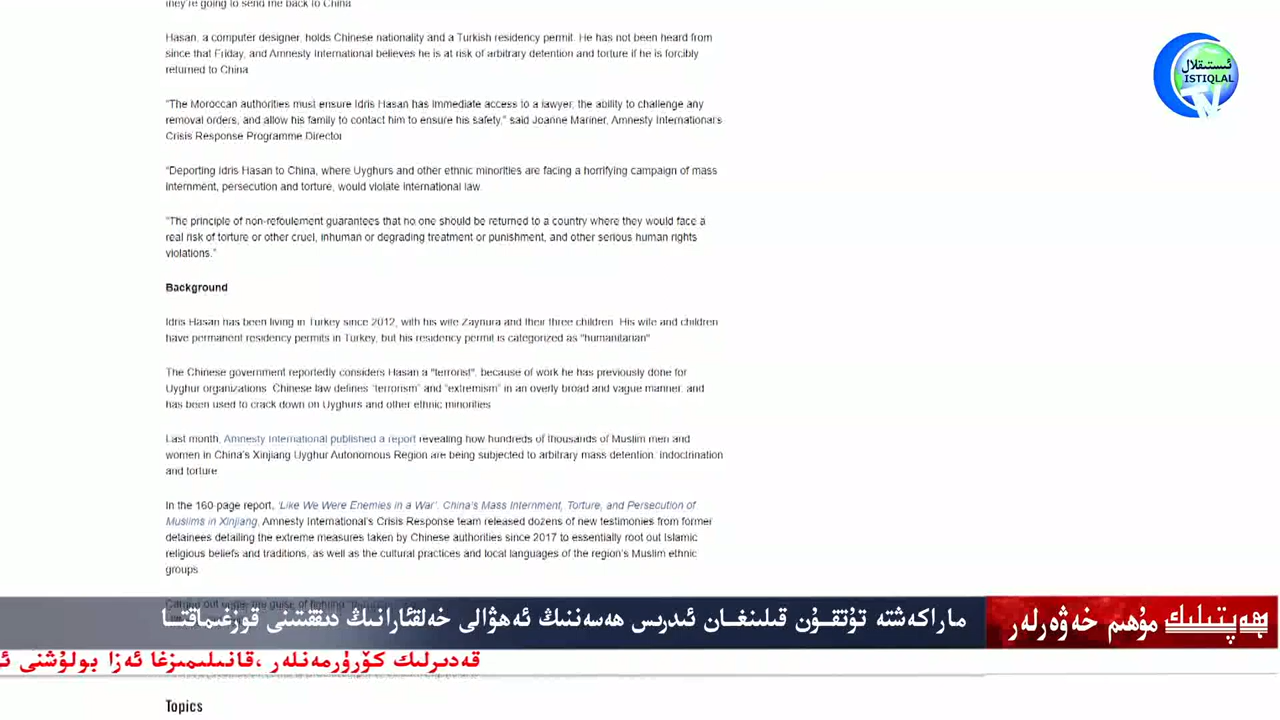 they're going to send me back to China
Hasan, a computer designer, holds Chinese nationality and a Turkish residency permit. He has not been heard from
since that Friday, and Amnesty International believes he is at risk of arbitrary detention and torture if he is forcibly
returned to China
"The Moroccan authorities must ensure Idris Hasan has immediate access to a lawyer, the ability to challenge any
removal orders, and allow his family to contact him to ensure his safety," said Joanne Mariner, Amnesty International's
Crisis Response Programme Director
"Deporting Idris Hasan to China, where Uyghurs and other ethnic minorities are facing a horrifying campaign of mass
internment, persecution and torture, would violate international law
"The principle of non-refoulement guarantees that no one should be returned to a country where they would face a
real risk of torture or other cruel, inhuman or degrading treatment or punishment, and other serious human rights
violations."
Background
Idris Hasan has been living in Turkey since 2012, with his wife Zaynura and their three children. His wife and children
have permanent residency permits in Turkey, but his residency permit is categorized as "humanitarian"
The Chinese government reportedly considers Hasan a "terrorist", because of work he has previously done for
Uyghur organizations. Chinese law defines "terrorism" and "extremism" in an overly broad and vague manner, and
has been used to crack down on Uyghurs and other ethnic minorities
Last month, Amnesty International published a report revealing how hundreds of thousands of Muslim men and
women in China's Xinjiang Uyghur Autonomous Region are being subjected to arbitrary mass detention, indoctrination
and torture
In the 160 page report, 'Like We Were Enemies in a War'. China's Mass Internment, Torture, and Persecution of
Muslims in Xinjiang, Amnesty International's Crisis Response team released dozens of new testimonies from former
detainees detailing the extreme measures taken by Chinese authorities since 2017 to essentially root out Islamic
religious beliefs and traditions, as well as the cultural practices and local languages of the region's Muslim ethnic
groups
ئىستىقلال
ISTIQLAL
TV
ھەپتىلىك مۇھىم خەۋەرلەر
ماراكەشتە تۇتقۇن قىلىنغان ئىدرىس ھەسەننىڭ ئەھۋالى خەلقئارانىڭ دىققىتىنى قوزغىماقتا
قەدىرلىك كۆرۈرمەنلەر ،قانىلىمىزغا ئەزا بولۇشنى
Topics